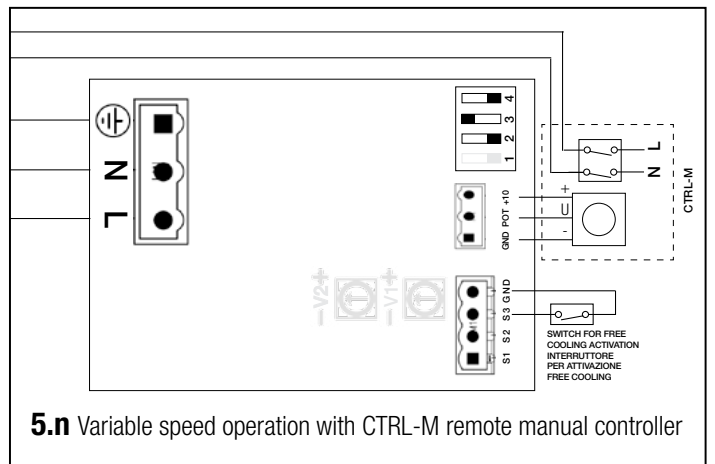 N
L
4
3
2
1
+10
POT
GND
+
U
-
L
N
CTRL-M
–V2+
–V1+
GND
S3
S2
S1
SWITCH FOR FREE
COOLING ACTIVATION
INTERRUTTORE
PER ATTIVAZIONE
FREE COOLING
5.n Variable speed operation with CTRL-M remote manual controller